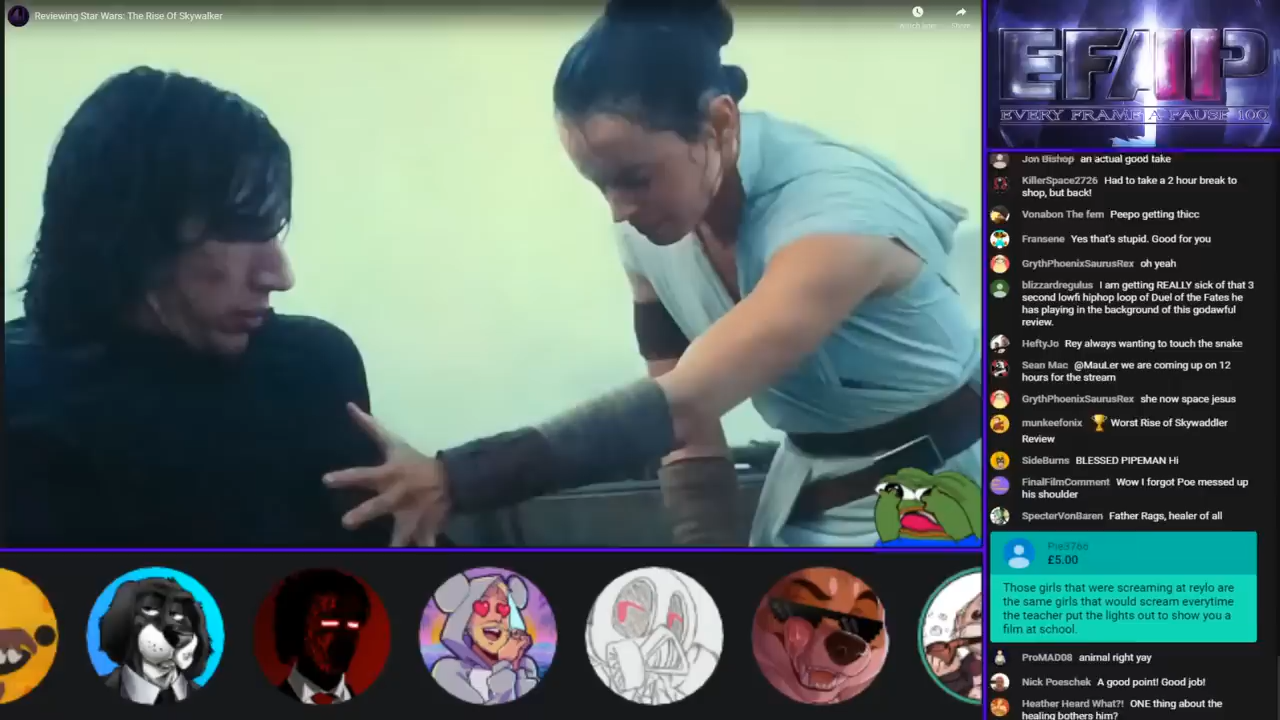 Reviewing Star Wars: The Rise Of Skywalker
Watch later
Share
EFAP
EVERY FRAME A PAUSE 100
Jon Bishop an actual good take
KillerSpace2726 Had to take a 2 hour break to
shop, but back!
Vonabon The fem Peepo getting thicc
Fransene Yes that's stupid. Good for you
GrythPhoenixSaurusRex oh yeah
blizzardregulus I am getting REALLY sick of that 3
second lowfi hiphop loop of Duel of the Fates he
has playing in the background of this godawful
review.
HeftyJo Rey always wanting to touch the snake
Sean Mac @MauLer we are coming up on 12
hours for the stream
GrythPhoenixSaurusRex she now space jesus
munkeefonix 🏆 Worst Rise of Skywaddler
Review
SideBurns BLESSED PIPEMAN Hi
FinalFilmComment Wow I forgot Poe messed up
his shoulder
SpecterVonBaren Father Rags, healer of all
Pie3766
£5.00
Those girls that were screaming at reylo are
the same girls that would scream everytime
the teacher put the lights out to show you a
film at school.
ProMAD08 animal right yay
Nick Poeschek A good point! Good job!
Heather Heard What?! ONE thing about the
healing bothers him?